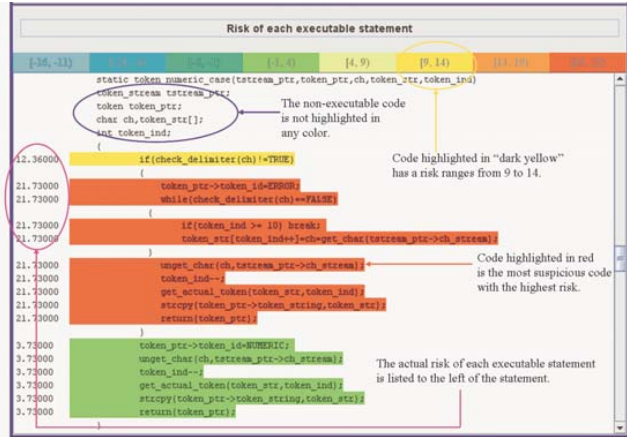 Risk of each executable statement
[-16, -11) [-1, 4) [4, 9) [9, 14)
static token numeric_case(tstream_ptr,token_ptr,ch,token_str,token_ind)
token_stream tstream_ptr;
token token_ptr;
char ch,token_str[];
int token_ind;
The non-executable code
is not highlighted in
any color.
{
12.36000 if(check_delimiter(ch)!=TRUE)
Code highlighted in “dark yellow”
has a risk ranges from 9 to 14.
{
21.73000 token_ptr->token_id=ERROR;
21.73000 while(check_delimiter(ch)==FALSE)
{
21.73000 if(token_ind >= 10) break;
21.73000 token_str[token_ind++]=ch=get_char(tstream_ptr->ch_stream);
}
21.73000 unget_char(ch,tstream_ptr->ch_stream);
21.73000 token_ind--;
21.73000 get_actual_token(token_str,token_ind);
21.73000 strcpy(token_ptr->token_string,token_str);
21.73000 return(token_ptr);
Code highlighted in red
is the most suspicious code
with the highest risk.
}
3.73000 token_ptr->token_id=NUMERIC;
3.73000 unget_char(ch,tstream_ptr->ch_stream);
3.73000 token_ind--;
3.73000 get_actual_token(token_str,token_ind);
3.73000 strcpy(token_ptr->token_string,token_str);
3.73000 return(token_ptr);
The actual risk of each executable statement
is listed to the left of the statement.
}